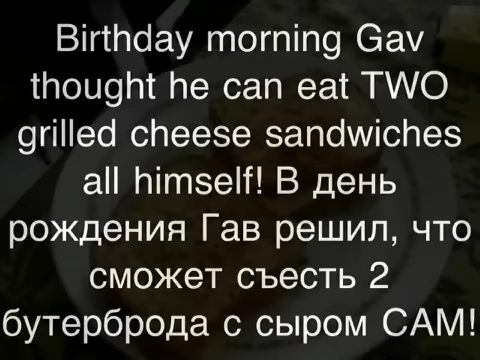 Birthday morning Gav
thought he can eat TWO
grilled cheese sandwiches
all himself! В день
рождения Гав решил, что
сможет съесть 2
бутерброда с сыром САМ!